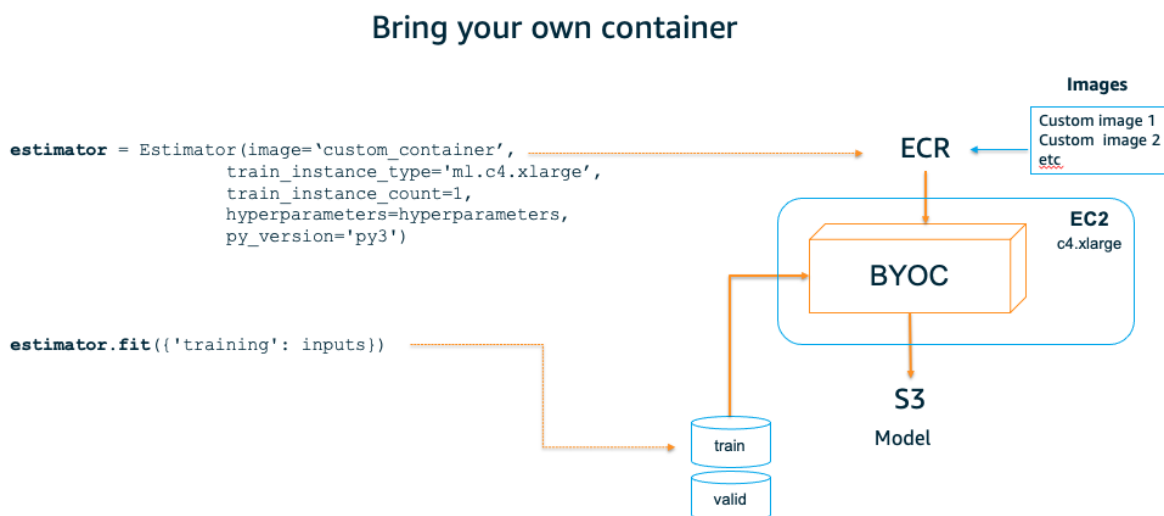 Bring your own container
Images
Custom image 1
Custom image 2
etc
estimator = Estimator(image=‘custom_container’,
train_instance_type='ml.c4.xlarge’,
train_instance_count=1,
hyperparameters=hyperparameters,
py_version='py3')
ECR
EC2
c4.xlarge
BYOC
estimator.fit({'training': inputs})
S3
Model
train
valid